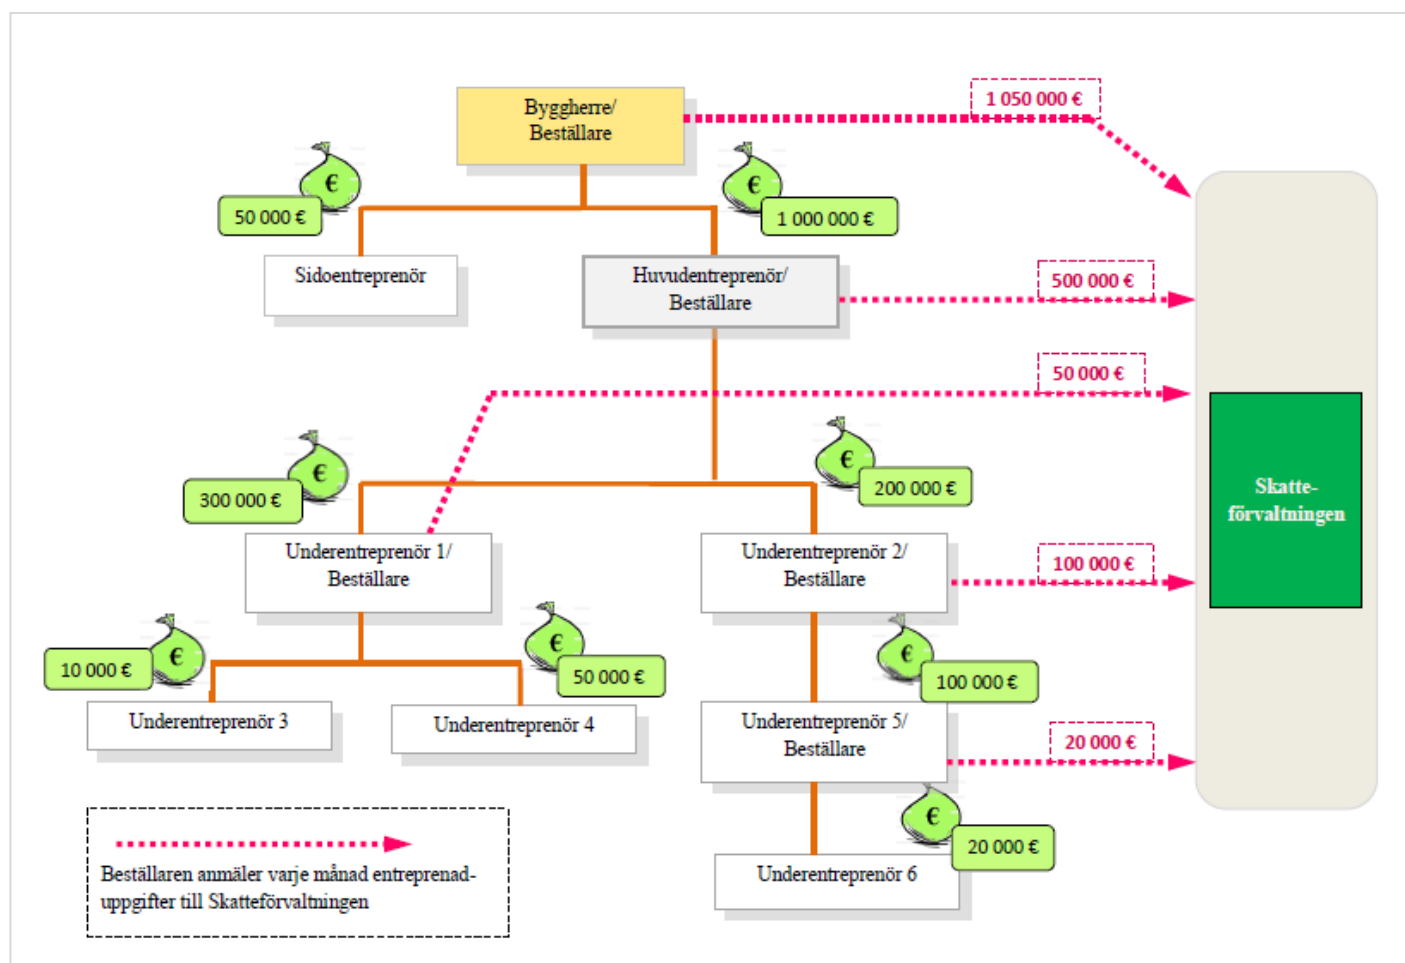 1 050 000 €
Byggherre/
Beställare
€
50 000 €
€
1 000 000 €
Sidoentreprenör
Huvudentreprenör/
Beställare
500 000 €
50 000 €
€
300 000 €
€
200 000 €
Skatte-
förvaltningen
Underentreprenör 1/
Beställare
Underentreprenör 2/
Beställare
100 000 €
10 000 €
€
€
50 000 €
€
100 000 €
Underentreprenör 3
Underentreprenör 4
Underentreprenör 5/
Beställare
20 000 €
€
20 000 €
Underentreprenör 6
Beställaren anmäler varje månad entreprenad-
uppgifter till Skatteförvaltningen